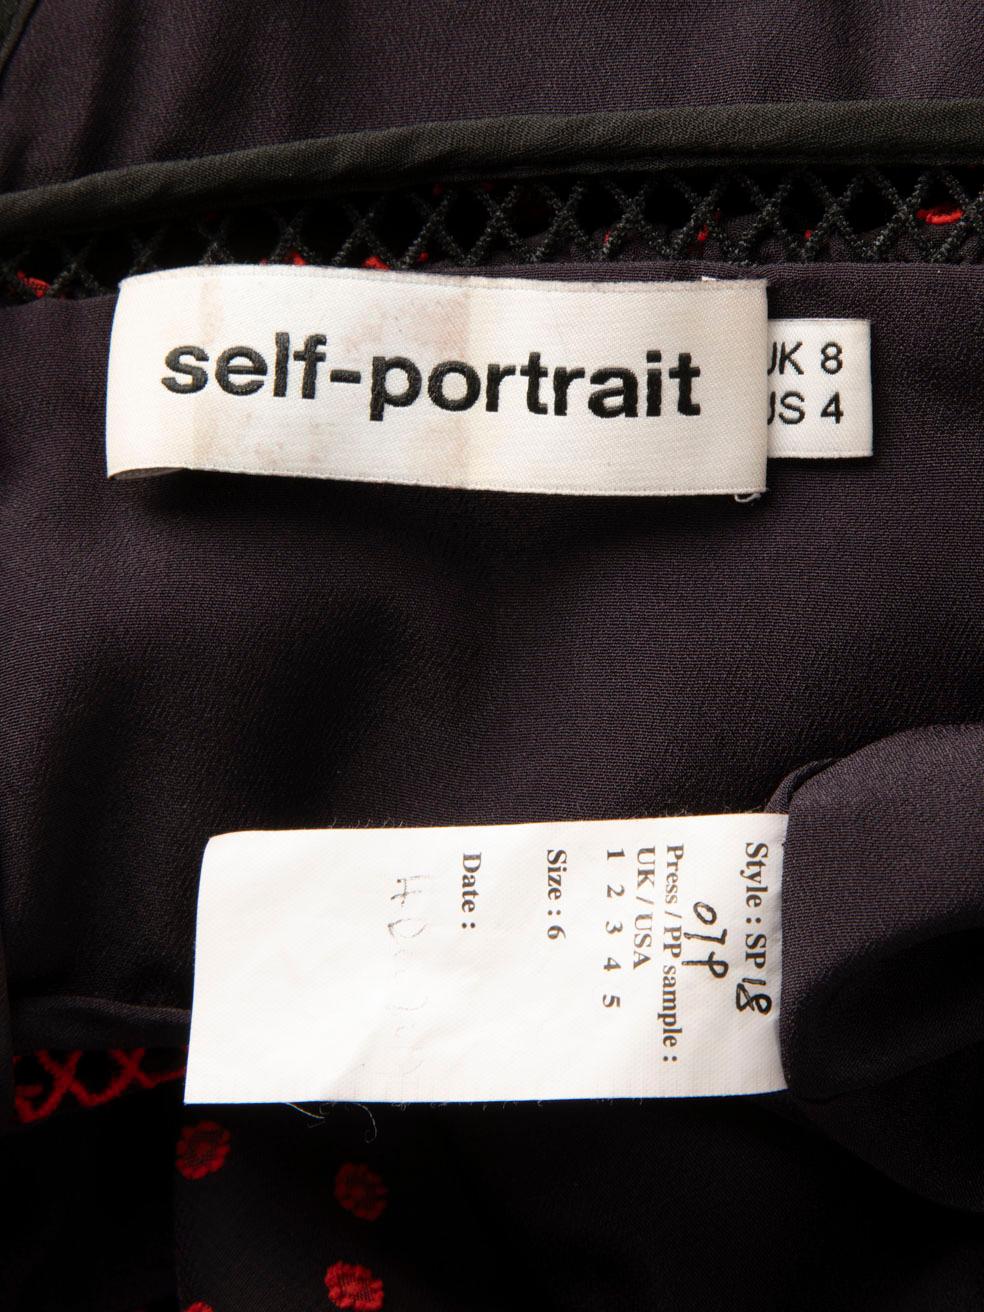 self-portrait
UK 8
US 4
Style : SP 18
07P
Press / PP sample :
UK / USA
1 2 3 4 5
Size : 6
Date :